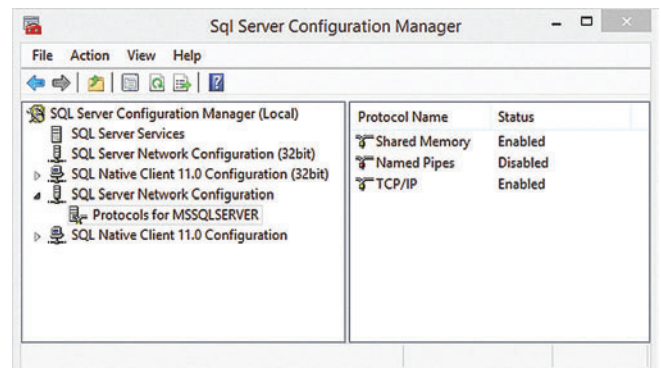 Sql Server Configuration Manager
File Action View Help
SQL Server Configuration Manager (Local)
SQL Server Services
SQL Server Network Configuration (32bit)
SQL Native Client 11.0 Configuration (32bit)
SQL Server Network Configuration
Protocols for MSSQLSERVER
SQL Native Client 11.0 Configuration
Protocol Name Status
Shared Memory Enabled
Named Pipes Disabled
TCP/IP Enabled